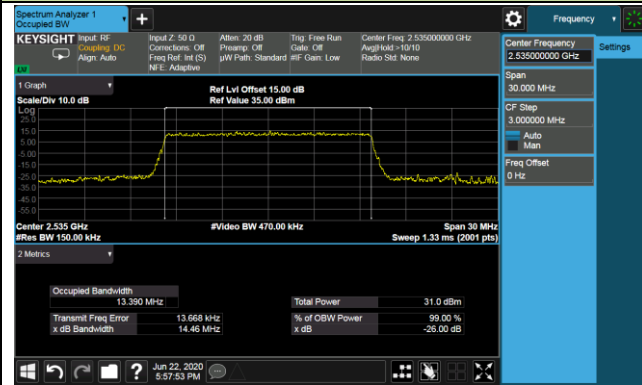 Spectrum Analyzer 1
Occupied BW
Frequency
KEYSIGHT
Input: RF
Coupling: DC
Align: Auto
Input Z: 50 Ω
Corrections: Off
Freq Ref: Int (S)
NFE: Adaptive
Atten: 20 dB
Preamp: Off
µW Path: Standard
Trig: Free Run
Gate: Off
#IF Gain: Low
Center Freq: 2.535000000 GHz
Avg|Hold:>10/10
Radio Std: None
1 Graph
Scale/Div 10.0 dB
Ref Lvl Offset 15.00 dB
Ref Value 35.00 dBm
Log
25.0
15.0
5.00
-5.00
-15.0
-25.0
-35.0
-45.0
-55.0
Center 2.535 GHz
#Res BW 150.00 kHz
#Video BW 470.00 kHz
Span 30 MHz
Sweep 1.33 ms (2001 pts)
2 Metrics
Occupied Bandwidth
13.390 MHz
Total Power 31.0 dBm
Transmit Freq Error 13.668 kHz
% of OBW Power 99.00 %
x dB Bandwidth 14.46 MHz
x dB -26.00 dB
Jun 22, 2020
5:57:53 PM
Center Frequency
2.535000000 GHz
Settings
Span
30.000 MHz
CF Step
3.000000 MHz
Auto
Man
Freq Offset
0 Hz